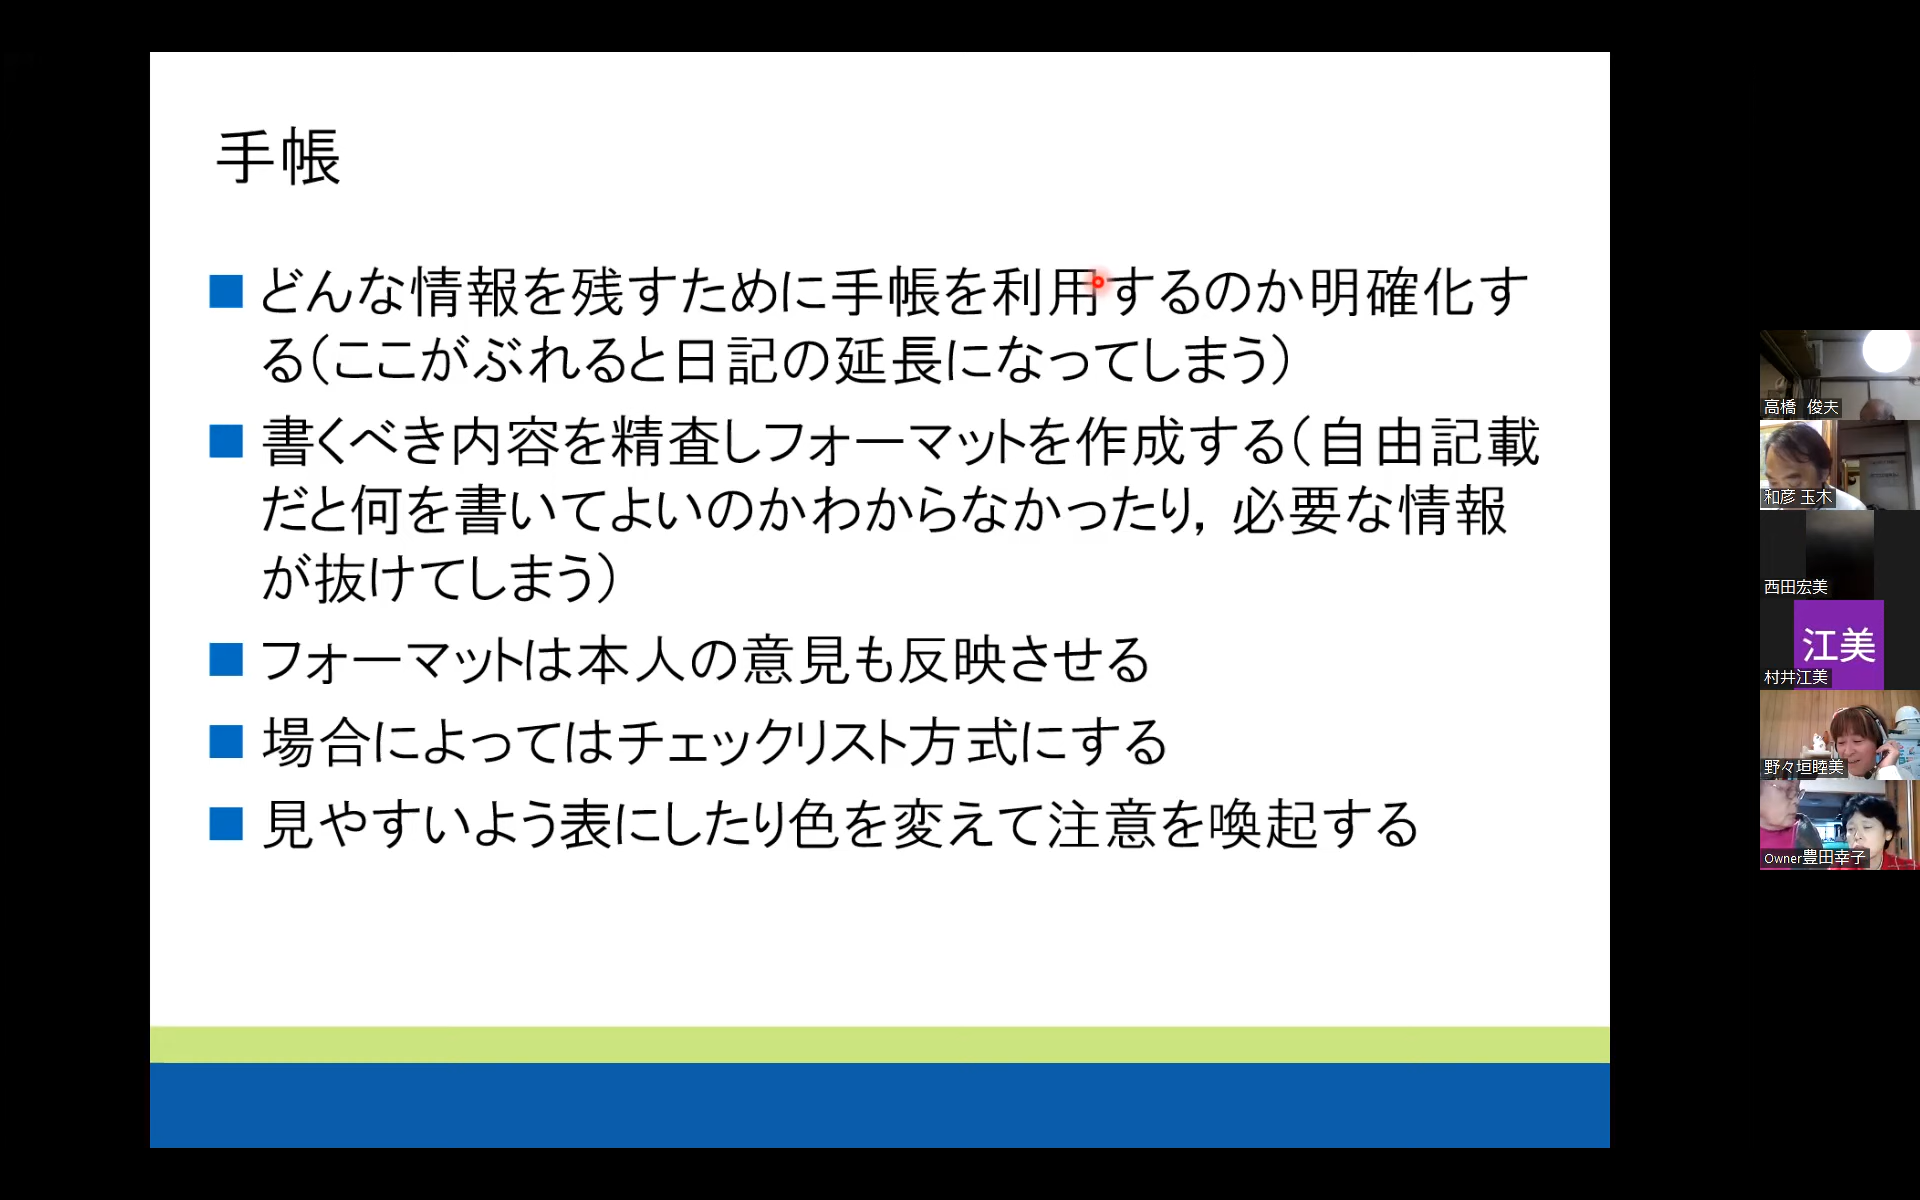 手帳
■どんな情報を残すために手帳を利用するのか明確化す
る(ここがぶれると日記の延長になってしまう)
■書くべき内容を精査しフォーマットを作成する(自由記載
だと何を書いてよいのかわからなかったり,必要な情報
が抜けてしまう)
■フォーマットは本人の意見も反映させる
■場合によってはチェックリスト方式にする
■見やすいよう表にしたり色を変えて注意を喚起する
高橋 俊夫
和彦 玉木
西田宏美
江美
村井江美
野々垣睦美
Owner豊田幸子